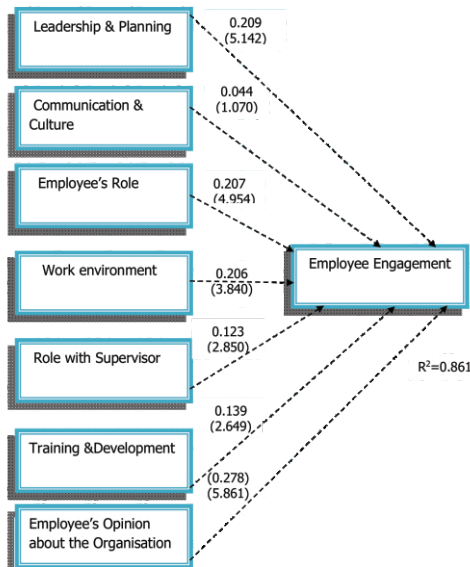 Leadership & Planning
0.209
(5.142)
Communication &
Culture
0.044
(1.070)
Employee's Role
0.207
(4.954)
Work environment
0.206
(3.840)
Employee Engagement
Role with Supervisor
0.123
(2.850)
R²=0.861
Training &Development
0.139
(2.649)
Employee's Opinion
about the Organisation
(0.278)
(5.861)